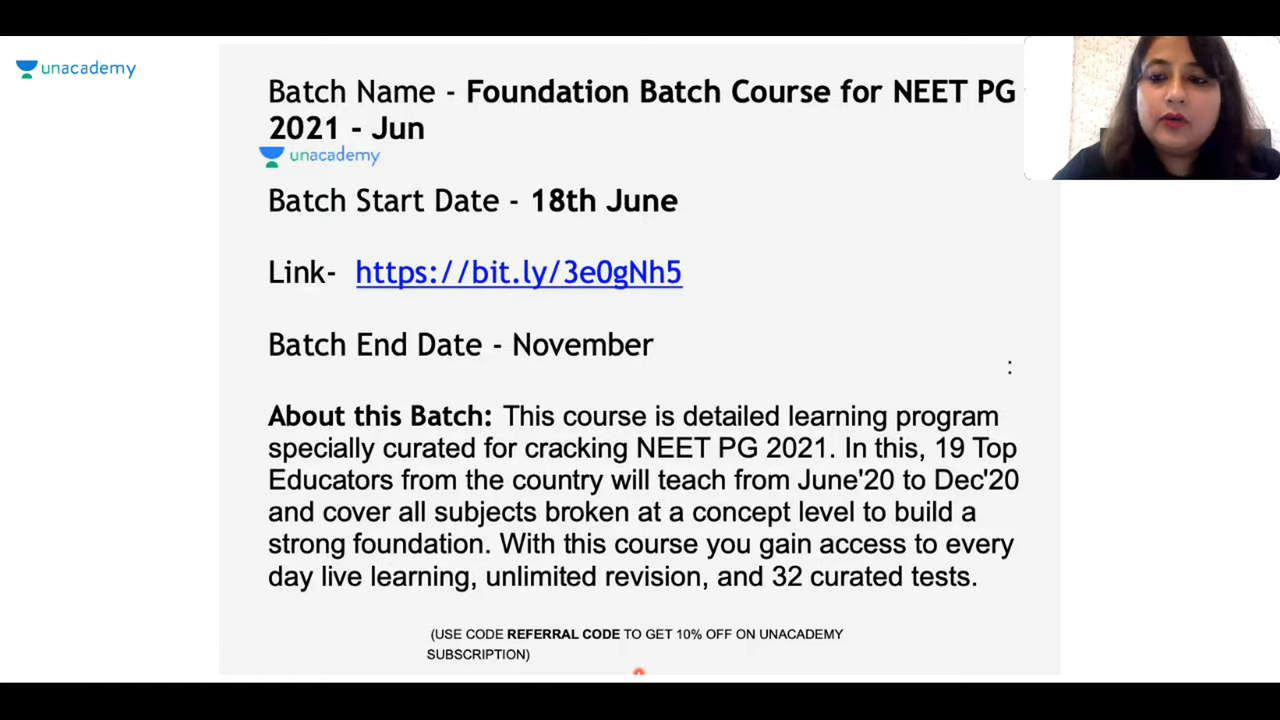 unacademy
Batch Name - Foundation Batch Course for NEET PG
2021 - Jun
unacademy
Batch Start Date - 18th June
Link- https://bit.ly/3e0gNh5
Batch End Date - November
:
About this Batch: This course is detailed learning program
specially curated for cracking NEET PG 2021. In this, 19 Top
Educators from the country will teach from June'20 to Dec'20
and cover all subjects broken at a concept level to build a
strong foundation. With this course you gain access to every
day live learning, unlimited revision, and 32 curated tests.
(USE CODE REFERRAL CODE TO GET 10% OFF ON UNACADEMY
SUBSCRIPTION)